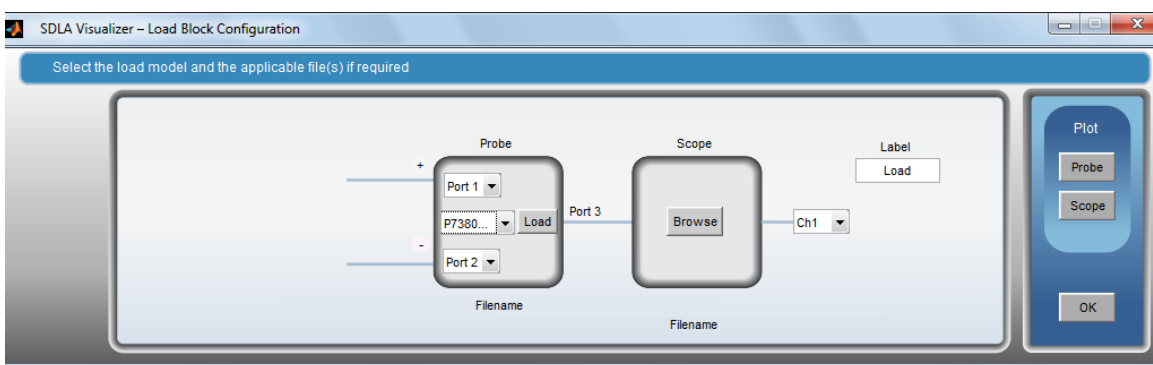 SDLA Visualizer – Load Block Configuration
Select the load model and the applicable file(s) if required
Probe
Scope
Label
Load
+
Port 1
P7380... Load
-
Port 2
Port 3
Browse
Ch1
Filename
Filename
Plot
Probe
Scope
OK